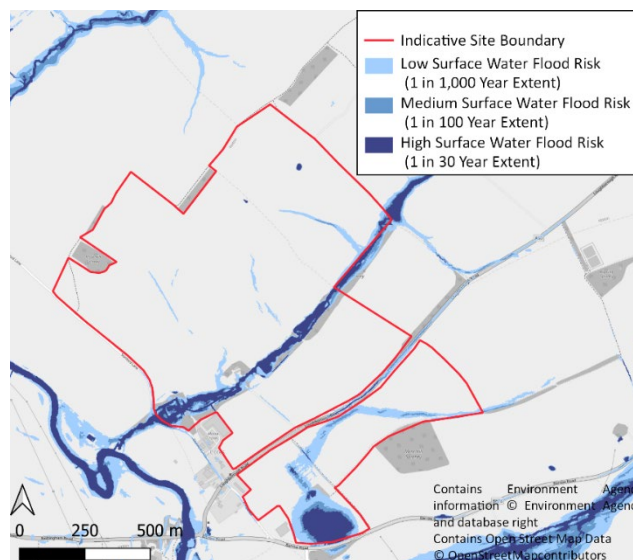 Indicative Site Boundary
Low Surface Water Flood Risk
(1 in 1,000 Year Extent)
Medium Surface Water Flood Risk
(1 in 100 Year Extent)
High Surface Water Flood Risk
(1 in 30 Year Extent)
Contains Environment Agen
information © Environment Agen
and database right
Contains Open Street Map Data
© OpenStreetMapcontributors
0 250 500 m